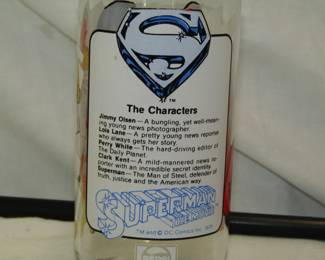 S
TM
The Characters
Jimmy Olsen — A bungling, yet well-mean-
ing young news photographer.
Lois Lane — A pretty young news reporter
who always gets her story.
Perry White — The hard-driving editor of
The Daily Planet.
Clark Kent — A mild-mannered news re-
porter with an incredible secret identity.
Superman — The Man of Steel, defender of
truth, justice and the American way.
SUPERMAN
THE MOVIE
TM and © DC Comics Inc. 1978